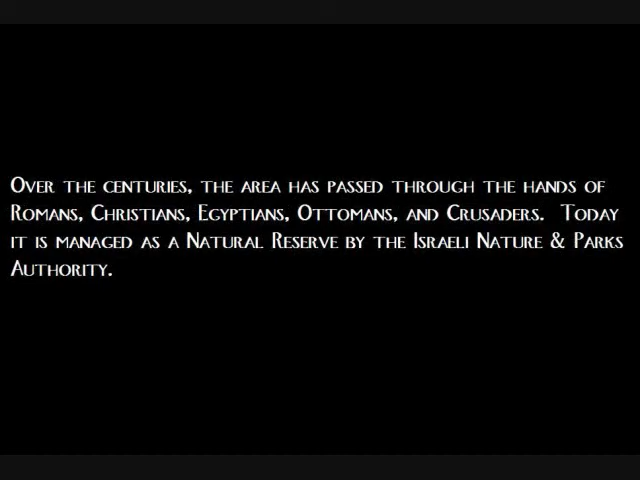 Over the centuries, the area has passed through the hands of
Romans, Christians, Egyptians, Ottomans, and Crusaders. Today
it is managed as a Natural Reserve by the Israeli Nature & Parks
Authority.